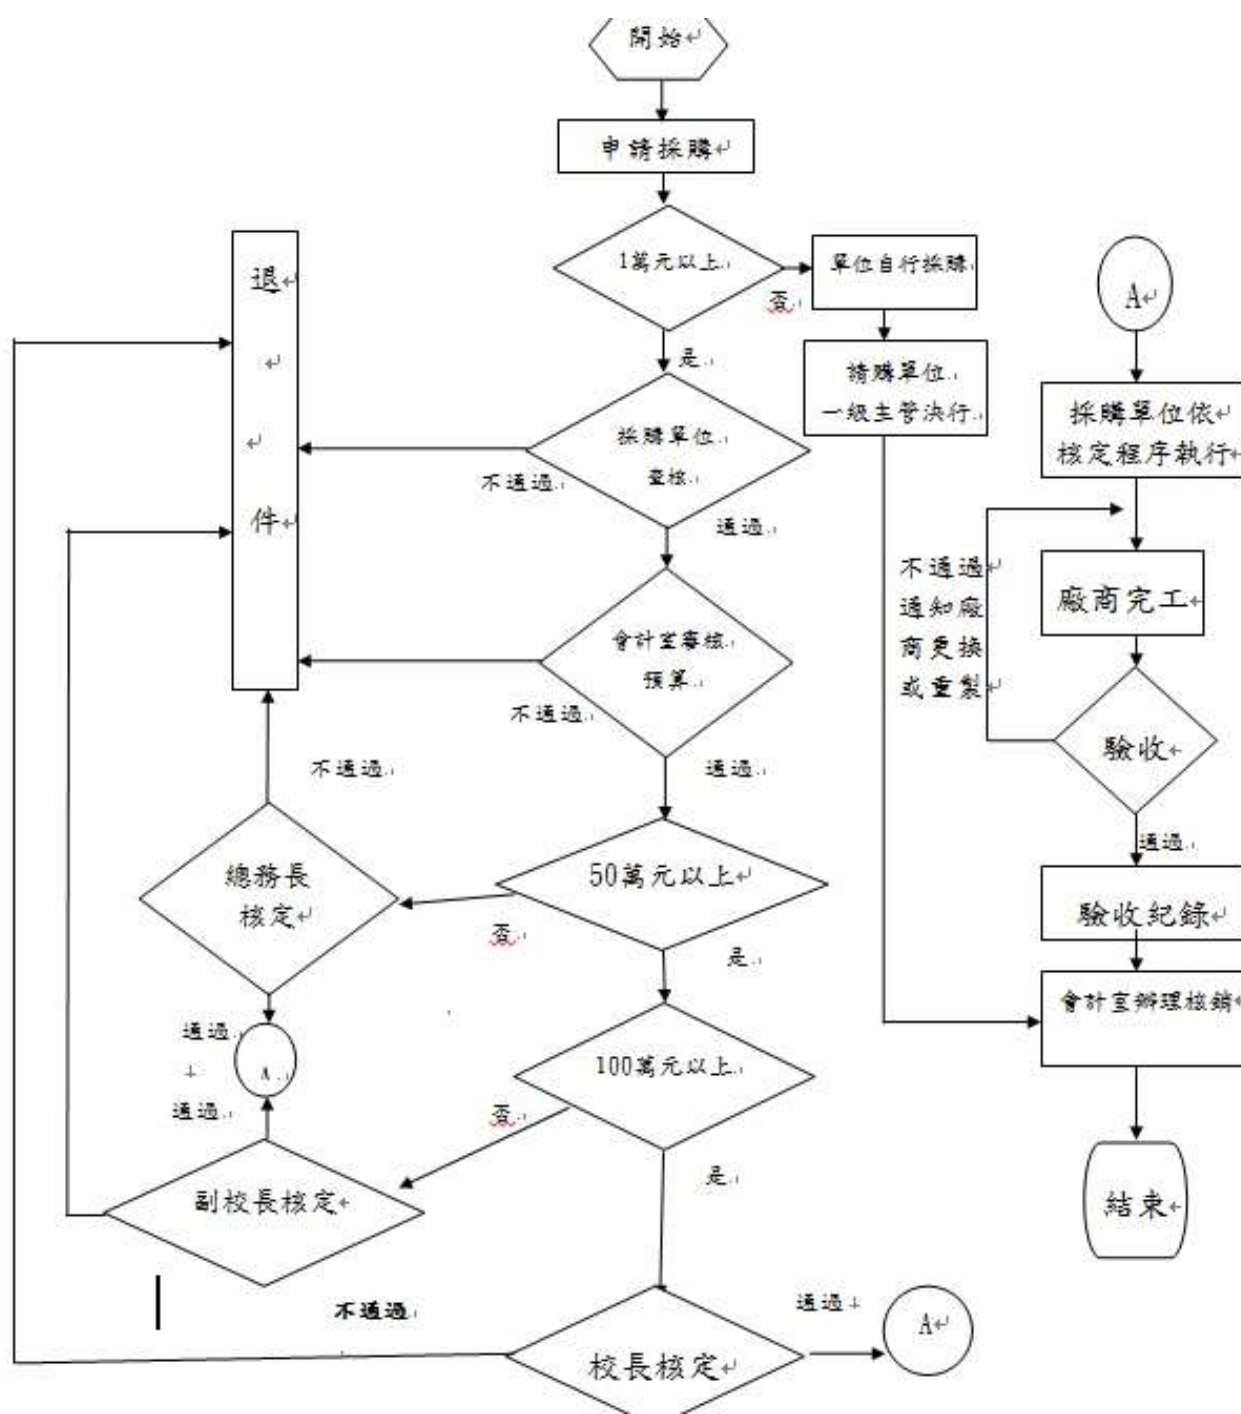 開始
申請採購
1萬元以上
否
是
單位自行採購
請購單位
一級主管決行
退
件
採購單位
查核
不通過
通過
會計室審核
預算
不通過
通過
不通過
50萬元以上
否
是
總務長
核定
通過
A
通過
100萬元以上
否
是
副校長核定
不通過
校長核定
通過
A
A
採購單位依
核定程序執行
不通過
通知廠
商更換
或重製
廠商完工
驗收
通過
驗收紀錄
會計室辦理核銷
結束